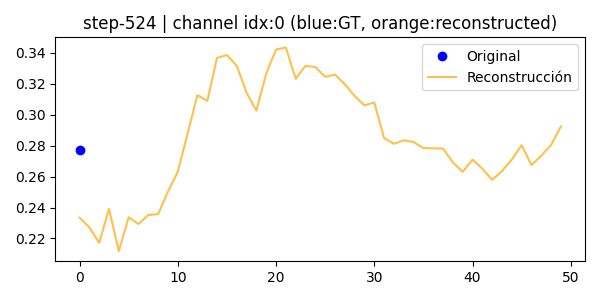 step-524 | channel idx:0 (blue:GT, orange:reconstructed)
Original
Reconstrucción
0.34
0.32
0.30
0.28
0.26
0.24
0.22
0 10 20 30 40 50